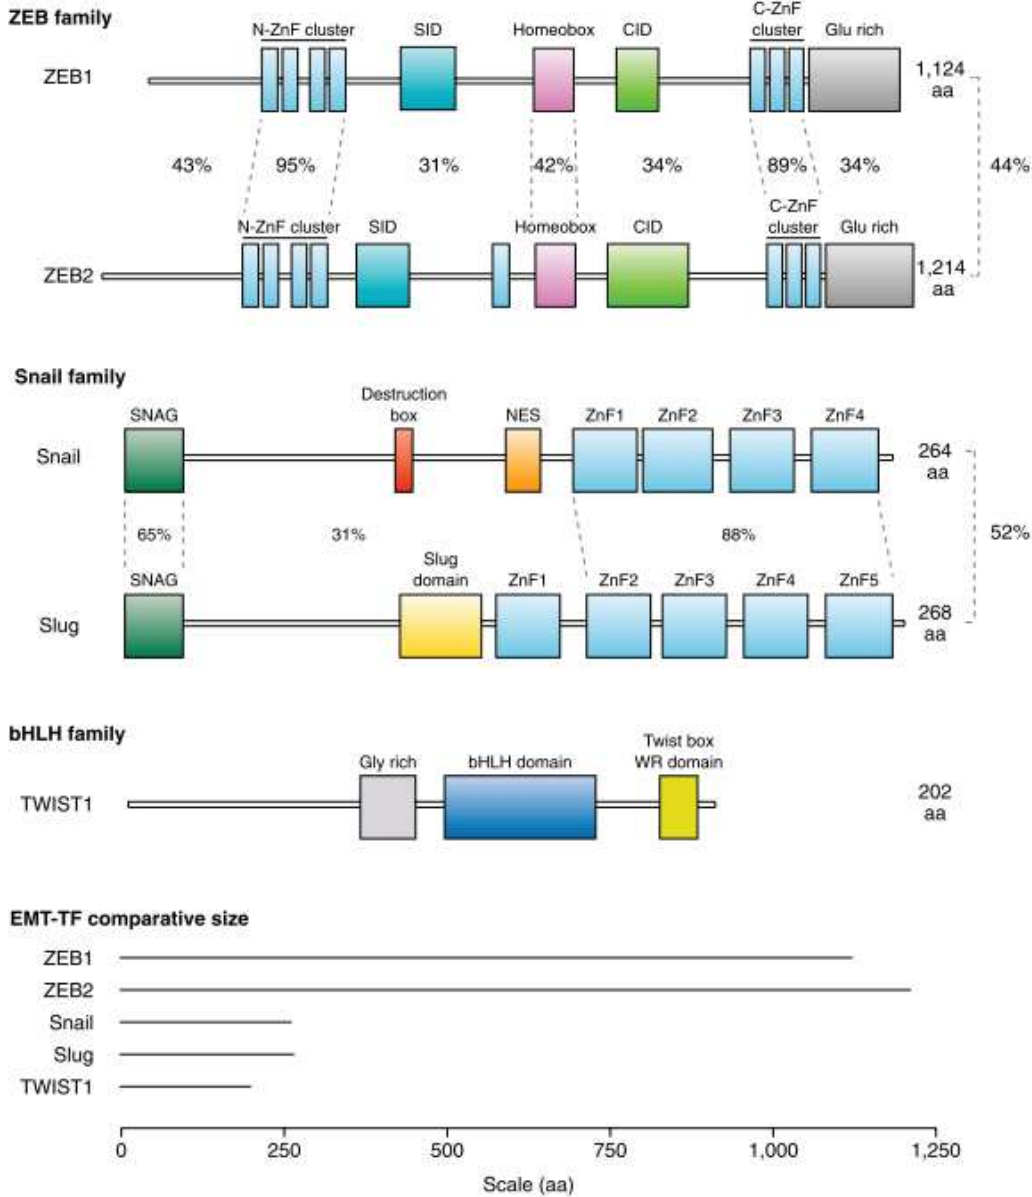 ZEB family
N-ZnF cluster
SID
Homeobox
CID
C-ZnF
cluster
Glu rich
ZEB1
1,124
aa
43%
95%
31%
42%
34%
89%
34%
44%
N-ZnF cluster
SID
Homeobox
CID
C-ZnF
cluster
Glu rich
ZEB2
1,214
aa
Snail family
SNAG
Destruction
box
NES
ZnF1
ZnF2
ZnF3
ZnF4
Snail
264
aa
65%
31%
88%
52%
SNAG
Slug
domain
ZnF1
ZnF2
ZnF3
ZnF4
ZnF5
Slug
268
aa
bHLH family
Gly rich
bHLH domain
Twist box
WR domain
TWIST1
202
aa
EMT-TF comparative size
ZEB1
ZEB2
Snail
Slug
TWIST1
0 250 500 750 1,000 1,250
Scale (aa)